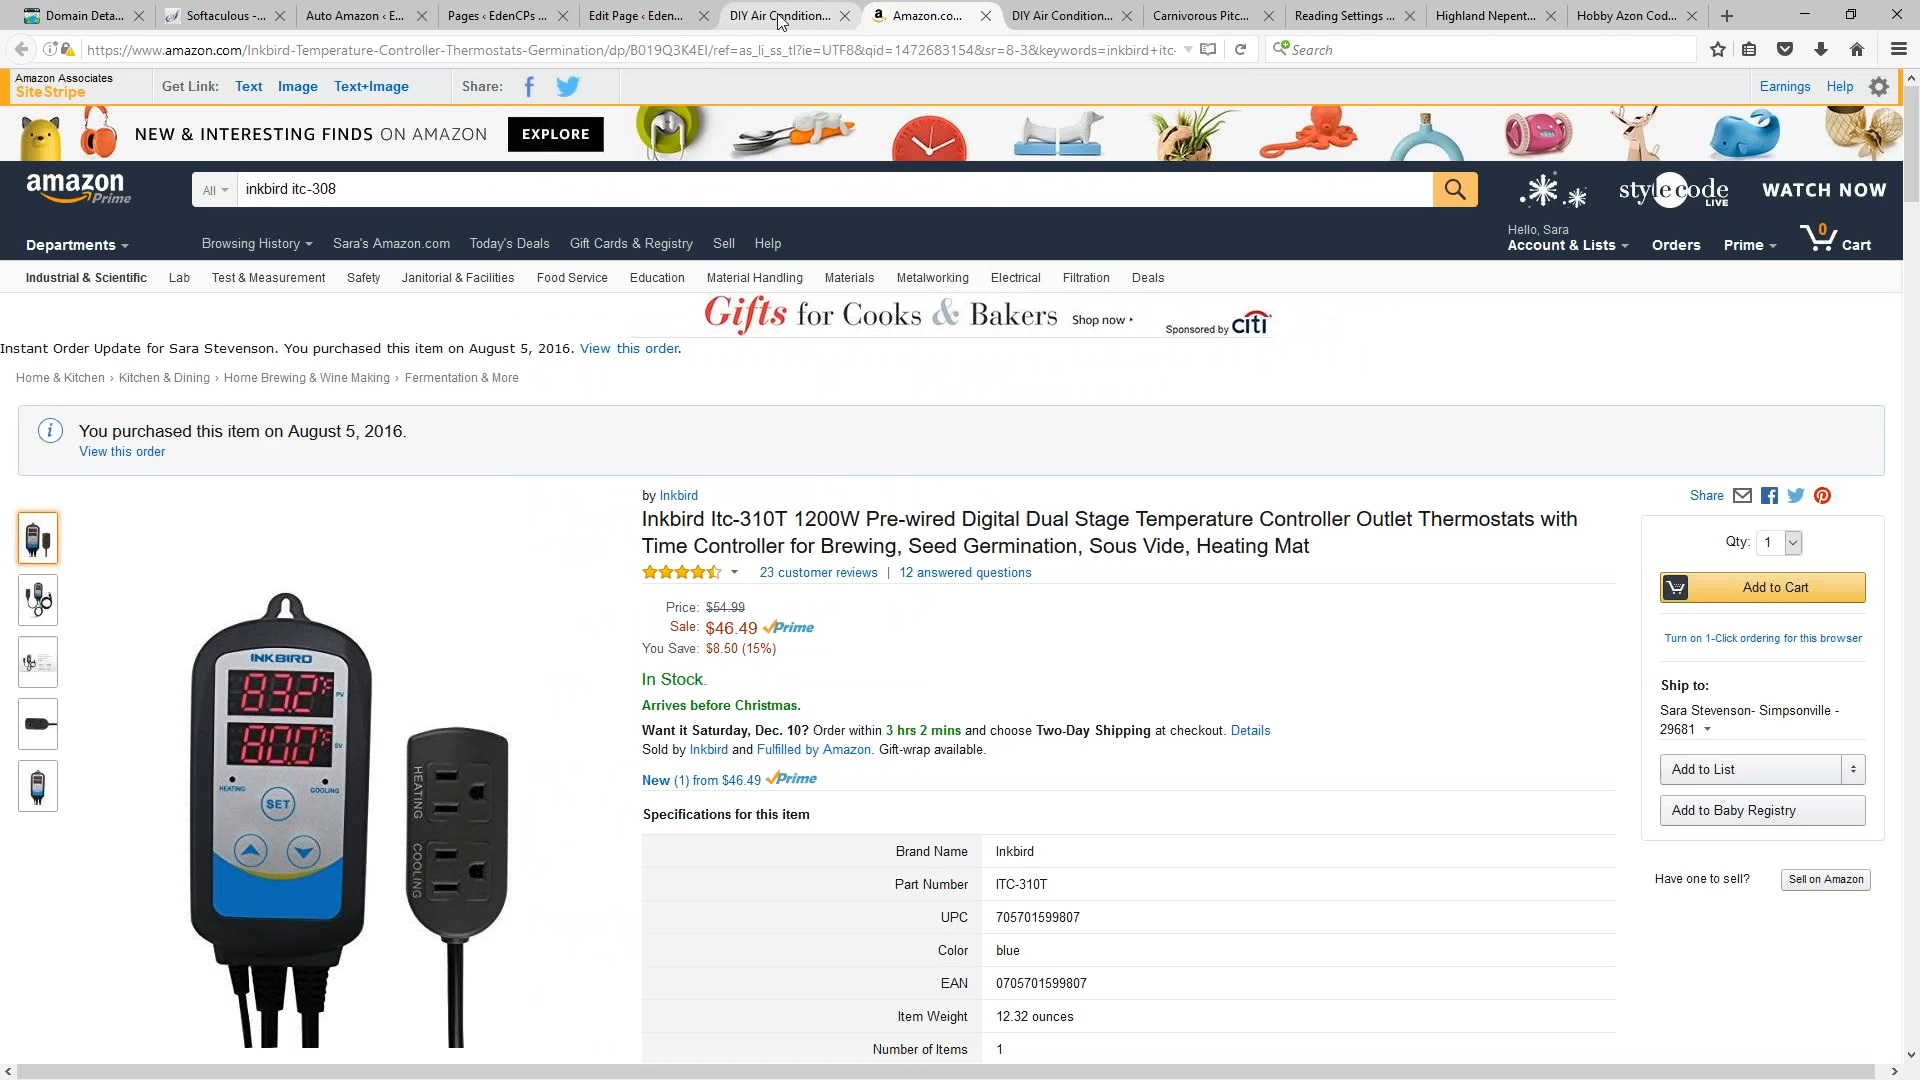 Domain Deta...
Softaculous -...
Auto Amazon ‹ E...
Pages ‹ EdenCPs ...
Edit Page ‹ Eden...
DIY Air Condition...
Amazon.co...
DIY Air Condition...
Carnivorous Pitc...
Reading Settings ...
Highland Nepent...
Hobby Azon Cod...
https://www.amazon.com/Inkbird-Temperature-Controller-Thermostats-Germination/dp/B019Q3K4EI/ref=as_li_ss_tl?ie=UTF8&qid=1472683154&sr=8-3&keywords=inkbird+itc-
Search
Amazon Associates
SiteStripe
Get Link: Text Image Text+Image
Share:
Earnings Help
NEW & INTERESTING FINDS ON AMAZON EXPLORE
amazon
Prime
All
inkbird itc-308
stylecode
LIVE
WATCH NOW
Departments
Browsing History Sara's Amazon.com Today's Deals Gift Cards & Registry Sell Help
Hello, Sara
Account & Lists Orders Prime
0
Cart
Industrial & Scientific Lab Test & Measurement Safety Janitorial & Facilities Food Service Education Material Handling Materials Metalworking Electrical Filtration Deals
Gifts for Cooks & Bakers Shop now Sponsored by citi
Instant Order Update for Sara Stevenson. You purchased this item on August 5, 2016. View this order.
Home & Kitchen › Kitchen & Dining › Home Brewing & Wine Making › Fermentation & More
You purchased this item on August 5, 2016.
View this order
by Inkbird
Inkbird Itc-310T 1200W Pre-wired Digital Dual Stage Temperature Controller Outlet Thermostats with
Time Controller for Brewing, Seed Germination, Sous Vide, Heating Mat
23 customer reviews | 12 answered questions
Price: $54.99
Sale: $46.49 Prime
You Save: $8.50 (15%)
In Stock.
Arrives before Christmas.
Want it Saturday, Dec. 10? Order within 3 hrs 2 mins and choose Two-Day Shipping at checkout. Details
Sold by Inkbird and Fulfilled by Amazon. Gift-wrap available.
New (1) from $46.49 Prime
Specifications for this item
Brand Name Inkbird
Part Number ITC-310T
UPC 705701599807
Color blue
EAN 0705701599807
Item Weight 12.32 ounces
Number of Items 1
INKBIRD
83.2 °F PV
80.0 °F SV
HEATING COOLING
SET
HEATING
COOLING
Share
Qty: 1
Add to Cart
Turn on 1-Click ordering for this browser
Ship to:
Sara Stevenson- Simpsonville -
29681
Add to List
Add to Baby Registry
Have one to sell? Sell on Amazon